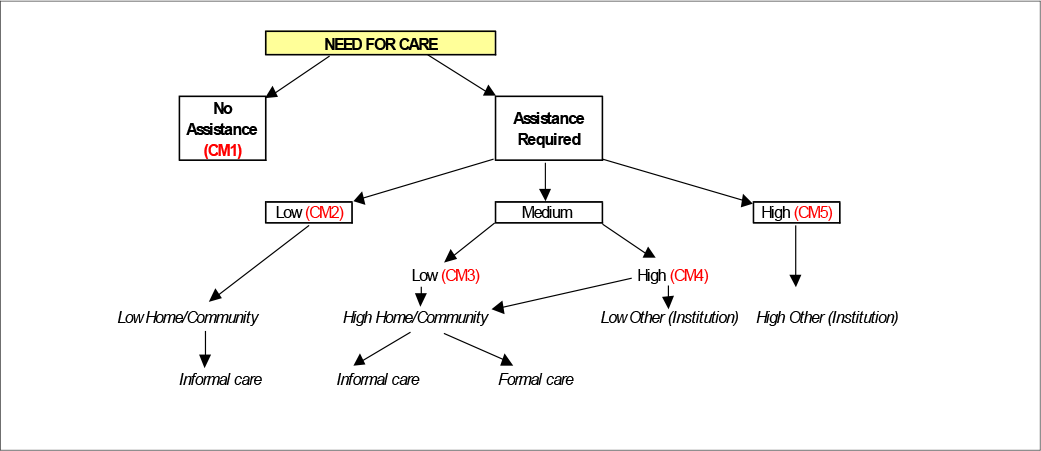 NEED FOR CARE
No
Assistance
(CM1)
Assistance
Required
Low (CM2)
Medium
High (CM5)
Low (CM3)
High (CM4)
Low Home/Community
High Home/Community
Low Other (Institution)
High Other (Institution)
Informal care
Informal care
Formal care